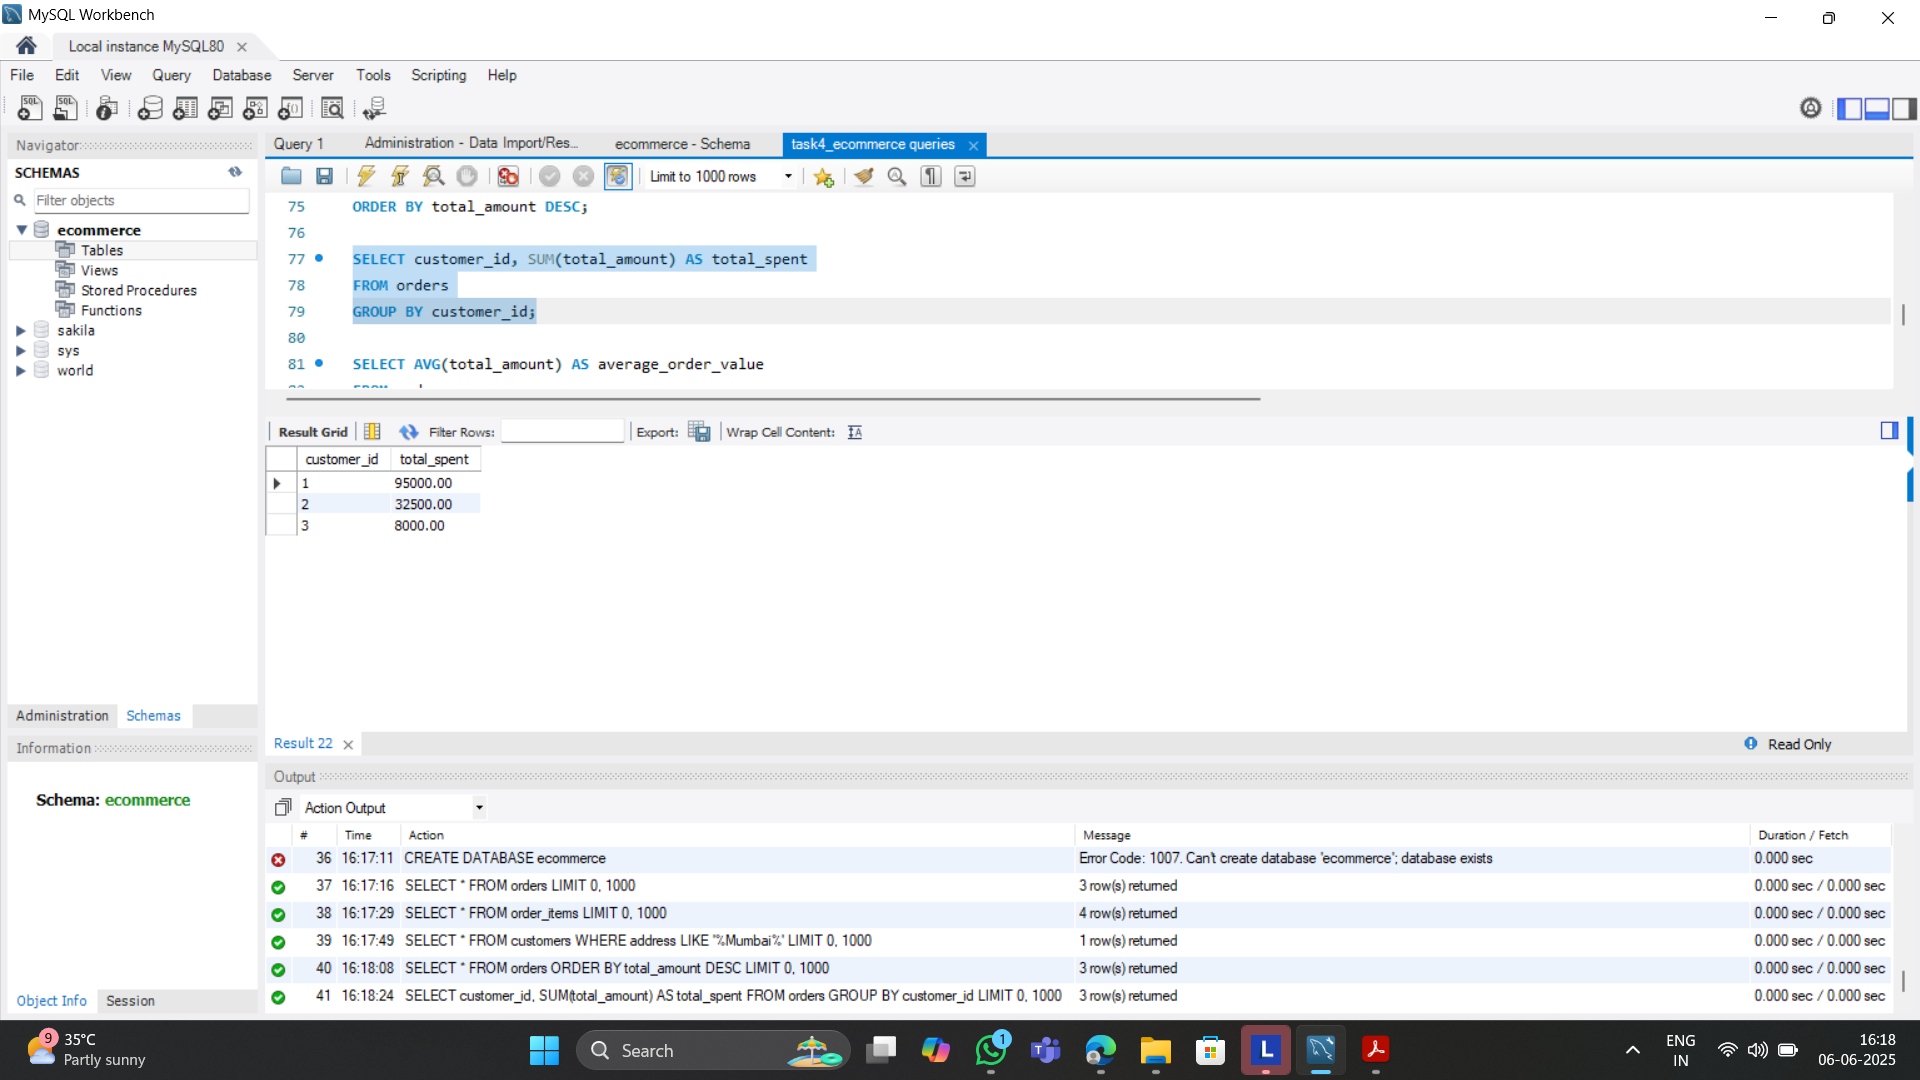 MySQL Workbench
Local instance MySQL80
File Edit View Query Database Server Tools Scripting Help
Navigator
SCHEMAS
Filter objects
ecommerce
Tables
Views
Stored Procedures
Functions
sakila
sys
world
Administration Schemas
Information
Schema: ecommerce
Object Info Session
Query 1 Administration - Data Import/Res... ecommerce - Schema task4_ecommerce queries
Limit to 1000 rows
75 ORDER BY total_amount DESC;
76
77 SELECT customer_id, SUM(total_amount) AS total_spent
78 FROM orders
79 GROUP BY customer_id;
80
81 SELECT AVG(total_amount) AS average_order_value
Result Grid Filter Rows: Export: Wrap Cell Content:
customer_id total_spent
1 95000.00
2 32500.00
3 8000.00
Result 22 Read Only
Output
Action Output
# Time Action Message Duration / Fetch
36 16:17:11 CREATE DATABASE ecommerce Error Code: 1007. Can't create database 'ecommerce'; database exists 0.000 sec
37 16:17:16 SELECT * FROM orders LIMIT 0, 1000 3 row(s) returned 0.000 sec / 0.000 sec
38 16:17:29 SELECT * FROM order_items LIMIT 0, 1000 4 row(s) returned 0.000 sec / 0.000 sec
39 16:17:49 SELECT * FROM customers WHERE address LIKE '%Mumbai%' LIMIT 0, 1000 1 row(s) returned 0.000 sec / 0.000 sec
40 16:18:08 SELECT * FROM orders ORDER BY total_amount DESC LIMIT 0, 1000 3 row(s) returned 0.000 sec / 0.000 sec
41 16:18:24 SELECT customer_id, SUM(total_amount) AS total_spent FROM orders GROUP BY customer_id LIMIT 0, 1000 3 row(s) returned 0.000 sec / 0.000 sec
9 35°C
Partly sunny
Search
1
L
ENG
IN
16:18
06-06-2025